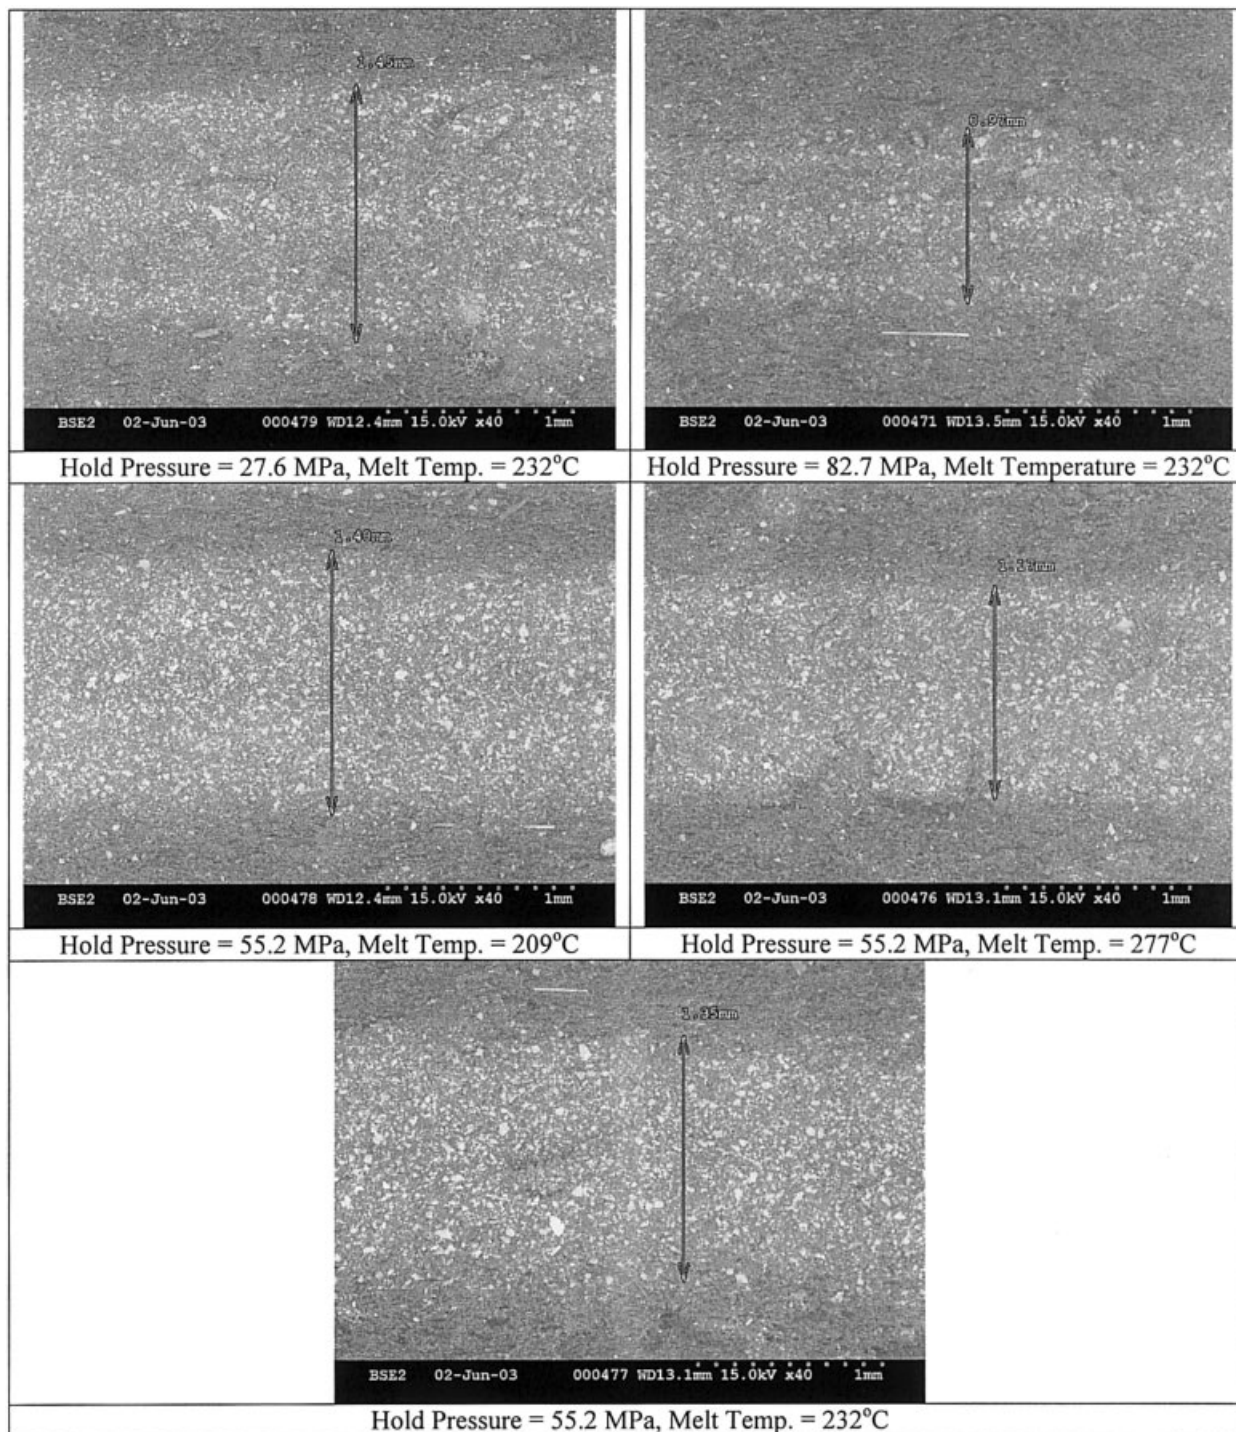 1.45mm
BSE2 02-Jun-03 000479 WD12.4mm 15.0kV x40 1mm
Hold Pressure = 27.6 MPa, Melt Temp. = 232°C
0.97mm
BSE2 02-Jun-03 000471 WD13.5mm 15.0kV x40 1mm
Hold Pressure = 82.7 MPa, Melt Temperature = 232°C
BSE2 02-Jun-03 000478 WD12.4mm 15.0kV x40 1mm
Hold Pressure = 55.2 MPa, Melt Temp. = 209°C
1.17mm
BSE2 02-Jun-03 000476 WD13.1mm 15.0kV x40 1mm
Hold Pressure = 55.2 MPa, Melt Temp. = 277°C
1.35mm
BSE2 02-Jun-03 000477 WD13.1mm 15.0kV x40 1mm
Hold Pressure = 55.2 MPa, Melt Temp. = 232°C